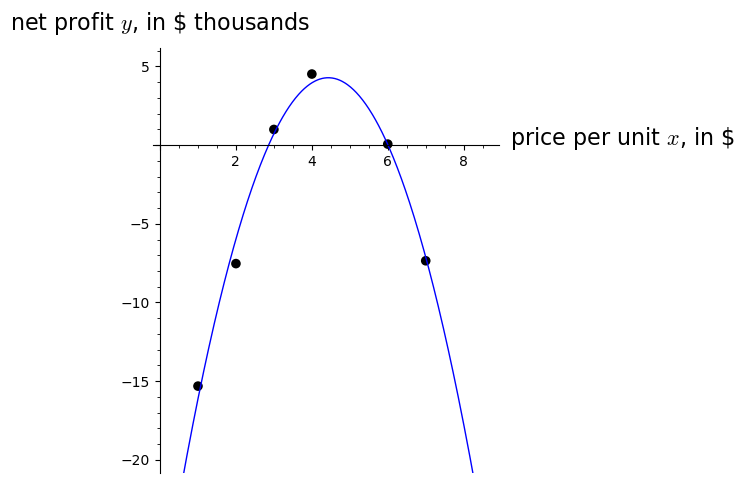 net profit y, in $ thousands
5
price per unit x, in $
2 4 6 8
−5
−10
−15
−20